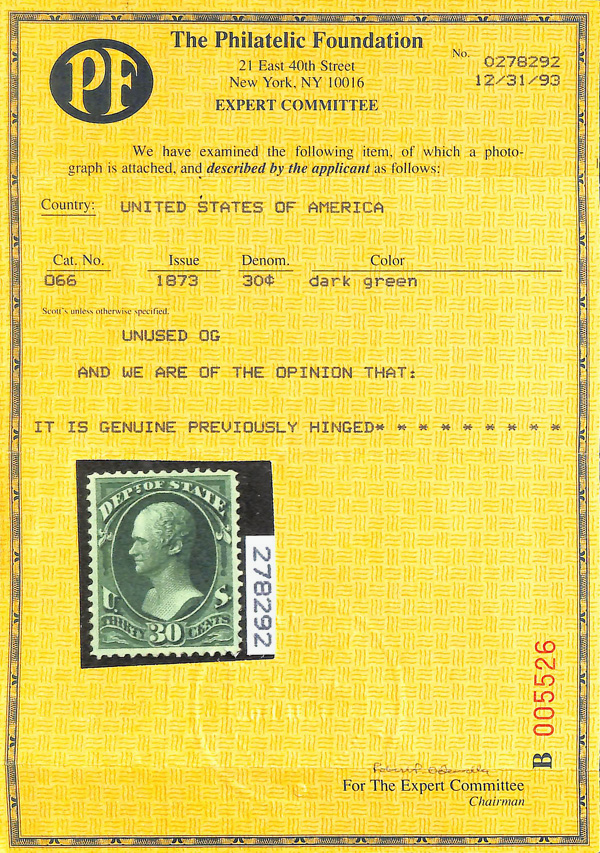 PF
The Philatelic Foundation
21 East 40th Street
New York, NY 10016
EXPERT COMMITTEE
No. 0278292
12/31/93
We have examined the following item, of which a photo-
graph is attached, and described by the applicant as follows:
Country: UNITED STATES OF AMERICA
Cat. No. Issue Denom. Color
O66 1873 30¢ dark green
Scott's unless otherwise specified.
UNUSED OG
AND WE ARE OF THE OPINION THAT:
IT IS GENUINE PREVIOUSLY HINGED* * * * * * * * *
DEPT. OF STATE
U. S.
THIRTY 30 CENTS
278292
B 005526
For The Expert Committee
Chairman